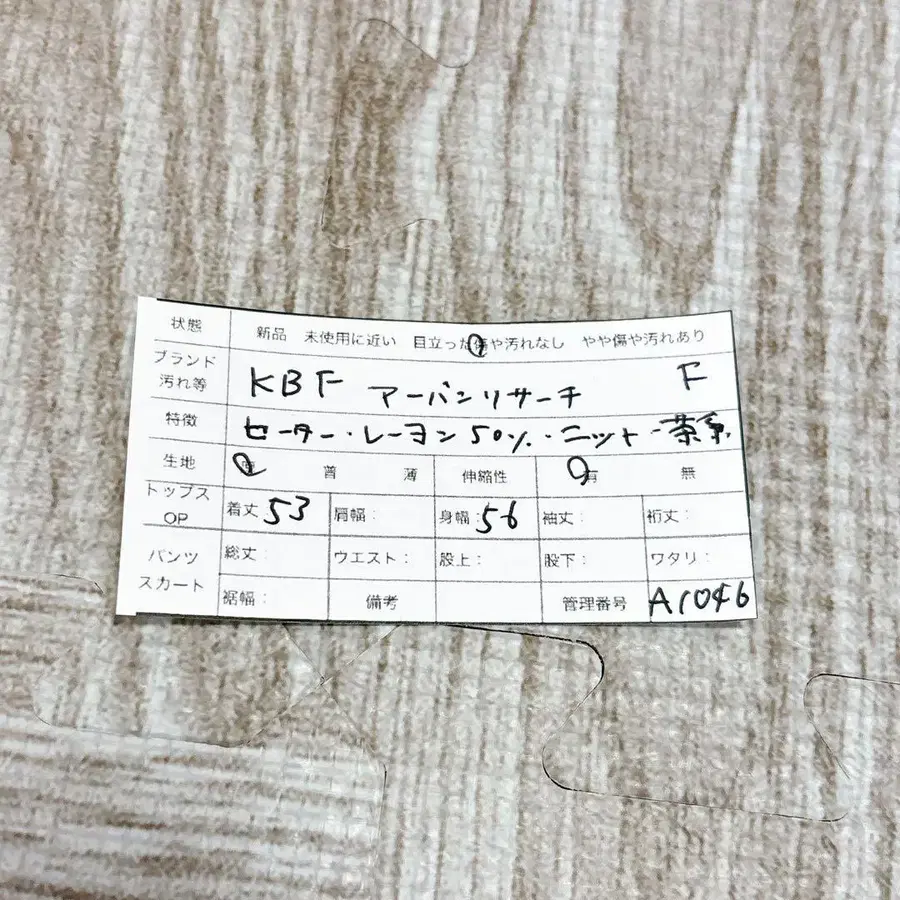 状態 新品 未使用に近い 目立った傷や汚れなし やや傷や汚れあり
ブランド
汚れ等 KBF アーバンリサーチ F
特徴 セーター・レーヨン50%・ニット-茶系
生地 普 薄 伸縮性 有 無
トップス
OP 着丈 53 肩幅: 身幅: 56 袖丈: 裄丈:
パンツ
スカート 総丈: ウエスト: 股上: 股下: ワタリ:
裾幅: 備考 管理番号 A1046